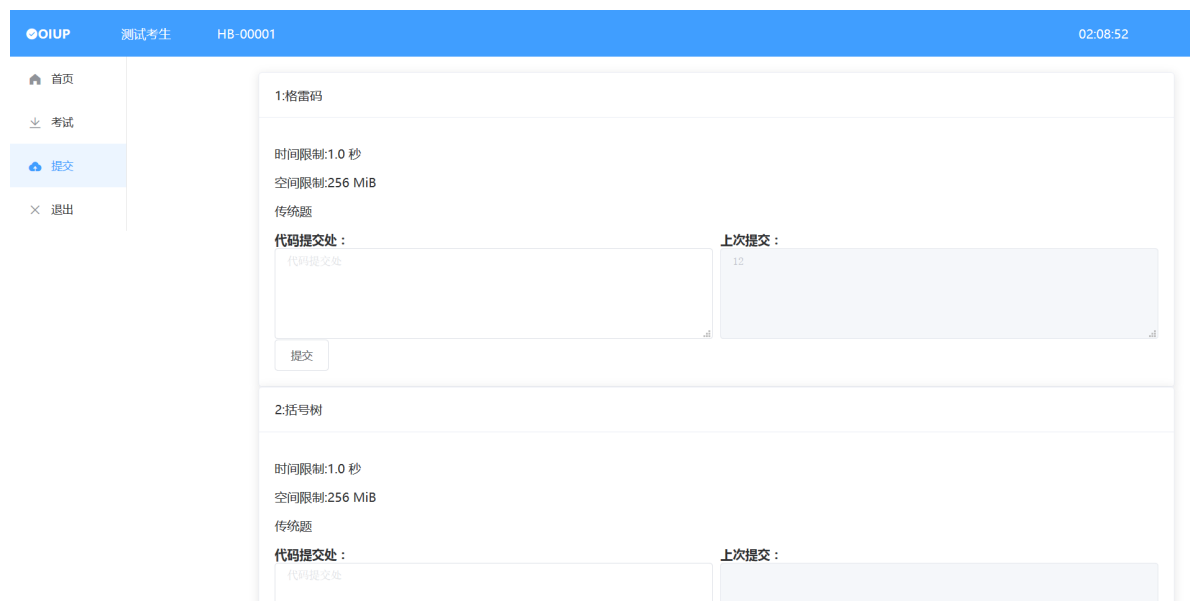 OIUP 测试考生 HB-00001 02:08:52
首页
考试
提交
退出
1:格雷码
时间限制:1.0 秒
空间限制:256 MiB
传统题
代码提交处： 上次提交：
代码提交处 12
提交
2:括号树
时间限制:1.0 秒
空间限制:256 MiB
传统题
代码提交处： 上次提交：
代码提交处